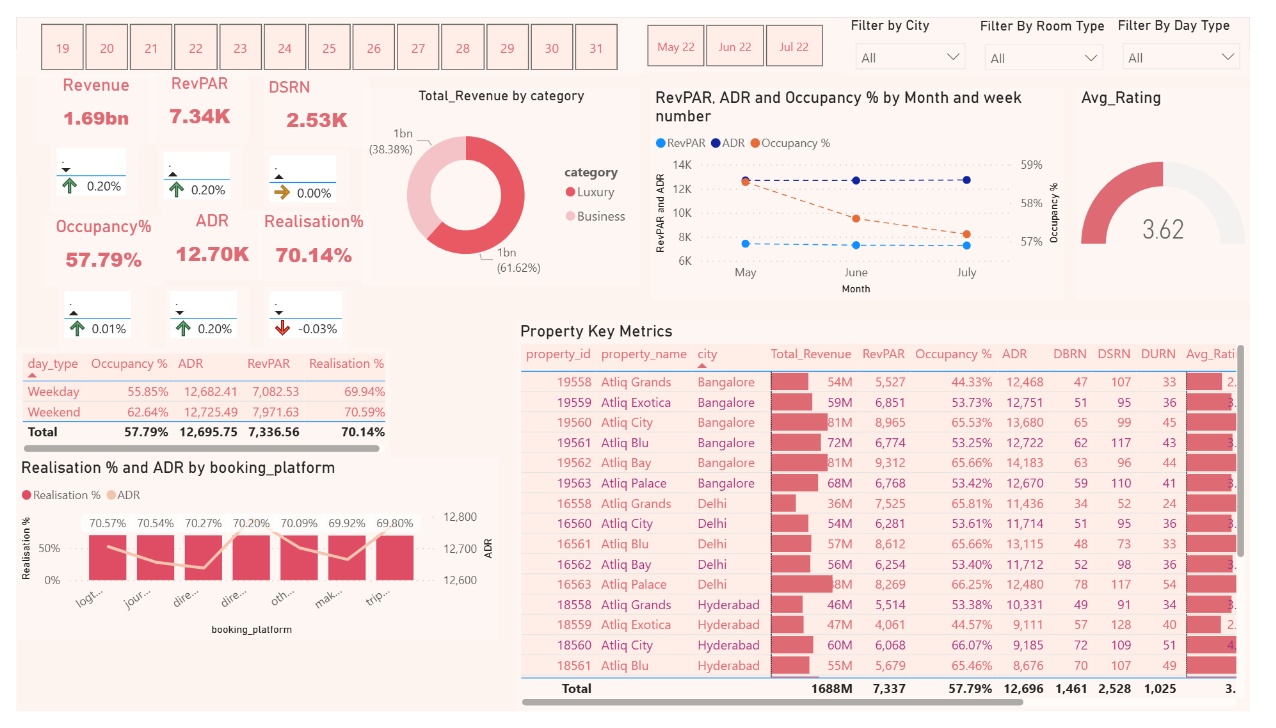 19 20 21 22 23 24 25 26 27 28 29 30 31
May 22 Jun 22 Jul 22
Filter by City Filter By Room Type Filter By Day Type
All All All
Revenue RevPAR DSRN
1.69bn 7.34K 2.53K
0.20% 0.20% 0.00%
Occupancy% ADR Realisation%
57.79% 12.70K 70.14%
0.01% 0.20% -0.03%
Total_Revenue by category
1bn
(38.38%)
category
Luxury
Business
1bn
(61.62%)
RevPAR, ADR and Occupancy % by Month and week
number
RevPAR ADR Occupancy %
14K 59%
12K
10K 58%
8K 57%
6K
RevPAR and ADR
Occupancy %
May June July
Month
Avg_Rating
3.62
day_type Occupancy % ADR RevPAR Realisation %
Weekday 55.85% 12,682.41 7,082.53 69.94%
Weekend 62.64% 12,725.49 7,971.63 70.59%
Total 57.79% 12,695.75 7,336.56 70.14%
Realisation % and ADR by booking_platform
Realisation % ADR
70.57% 70.54% 70.27% 70.20% 70.09% 69.92% 69.80%
12,800
50% 12,700
0% 12,600
Realisation %
ADR
logt... jour... dire... dire... oth... mak... trip...
booking_platform
Property Key Metrics
property_id property_name city Total_Revenue RevPAR Occupancy % ADR DBRN DSRN DURN Avg_Rati
19558 Atliq Grands Bangalore 54M 5,527 44.33% 12,468 47 107 33 2.
19559 Atliq Exotica Bangalore 59M 6,851 53.73% 12,751 51 95 36 3.
19560 Atliq City Bangalore 81M 8,965 65.53% 13,680 65 99 45
19561 Atliq Blu Bangalore 72M 6,774 53.25% 12,722 62 117 43 3.
19562 Atliq Bay Bangalore 81M 9,312 65.66% 14,183 63 96 44
19563 Atliq Palace Bangalore 68M 6,768 53.42% 12,670 59 110 41 3.
16558 Atliq Grands Delhi 36M 7,525 65.81% 11,436 34 52 24
16560 Atliq City Delhi 54M 6,281 53.61% 11,714 51 95 36 3.
16561 Atliq Blu Delhi 57M 8,612 65.66% 13,115 48 73 33
16562 Atliq Bay Delhi 56M 6,254 53.40% 11,712 52 98 36 3.
16563 Atliq Palace Delhi 8M 8,269 66.25% 12,480 78 117 54
18558 Atliq Grands Hyderabad 46M 5,514 53.38% 10,331 49 91 34 3.
18559 Atliq Exotica Hyderabad 47M 4,061 44.57% 9,111 57 128 40 2.
18560 Atliq City Hyderabad 60M 6,068 66.07% 9,185 72 109 51 4.
18561 Atliq Blu Hyderabad 55M 5,679 65.46% 8,676 70 107 49
Total 1688M 7,337 57.79% 12,696 1,461 2,528 1,025 3.